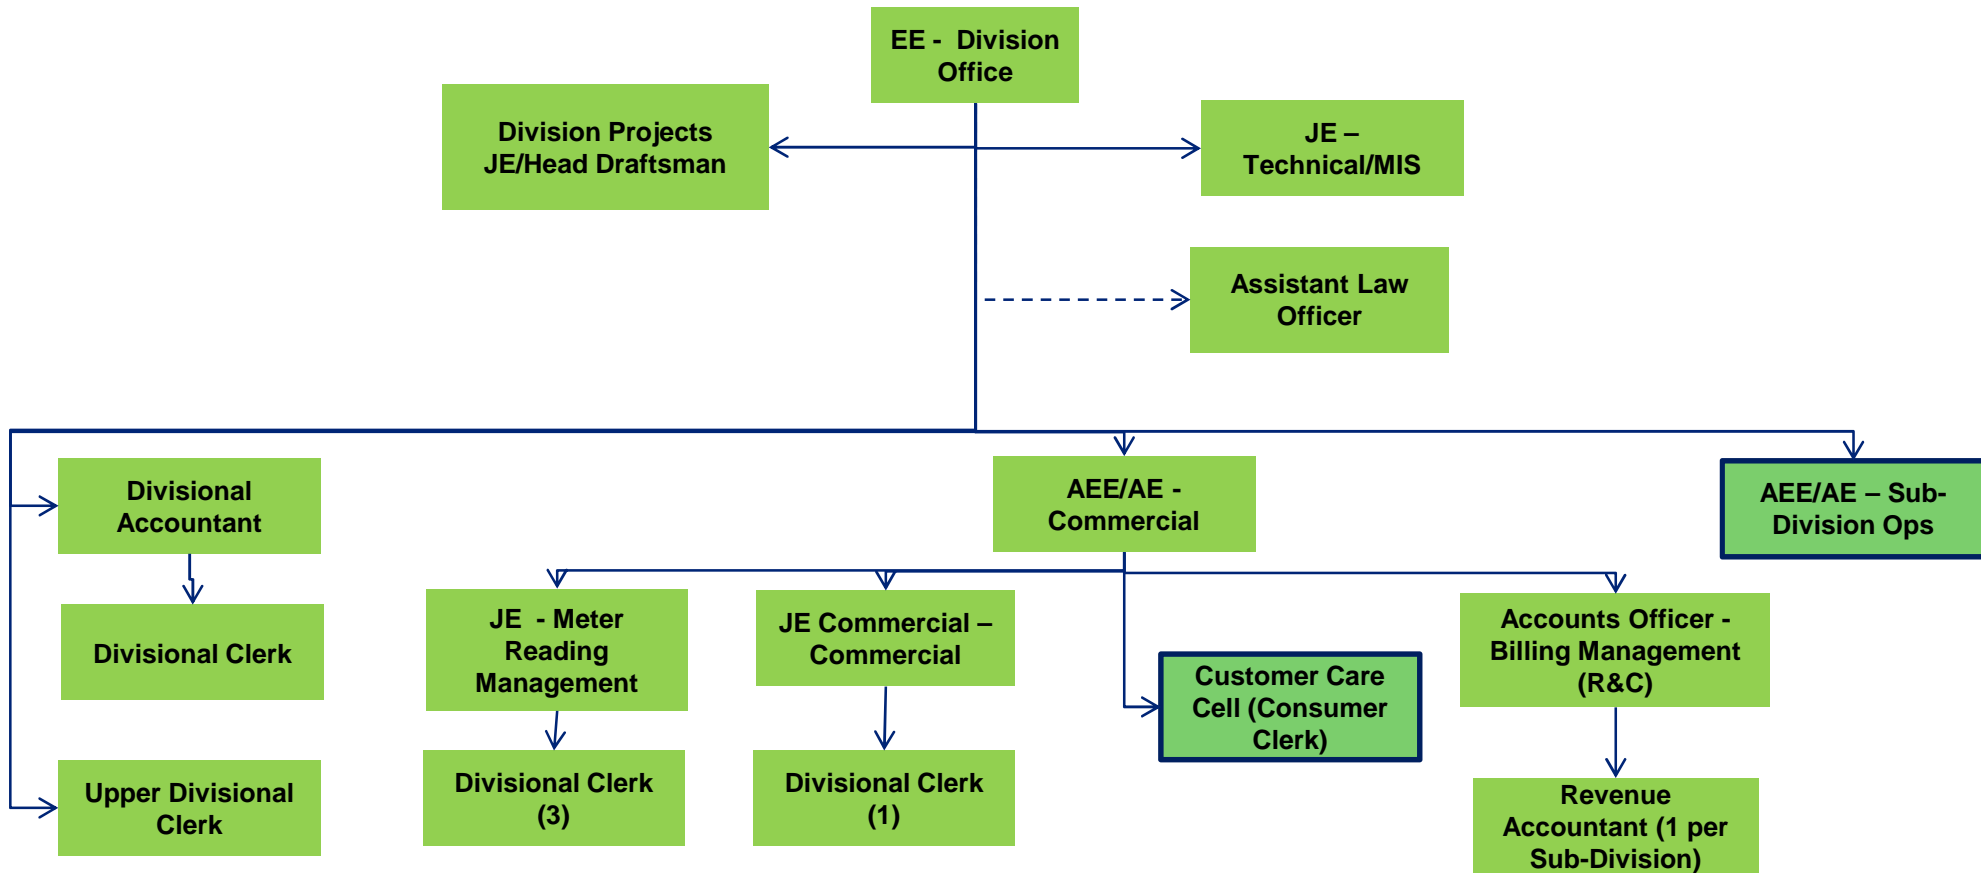 EE - Division
Office
Division Projects
JE/Head Draftsman
JE –
Technical/MIS
Assistant Law
Officer
Divisional
Accountant
AEE/AE -
Commercial
AEE/AE – Sub-
Division Ops
Divisional Clerk
JE - Meter
Reading
Management
JE Commercial –
Commercial
Customer Care
Cell (Consumer
Clerk)
Accounts Officer -
Billing Management
(R&C)
Upper Divisional
Clerk
Divisional Clerk
(3)
Divisional Clerk
(1)
Revenue
Accountant (1 per
Sub-Division)